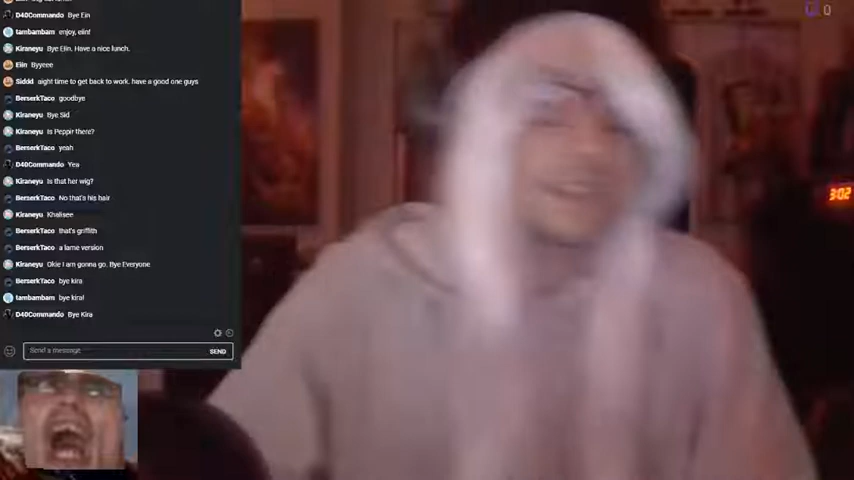 D40Commando Bye Ein
tambambam enjoy, elin!
Kiraneyu Bye Elin, Have a nice lunch.
Elin Byyeee
Siddd aight time to get back to work, have a good one guys
BerserkTaco goodbye
Kiraneyu Bye Sid
Kiraneyu Is Peppir there?
BerserkTaco yeah
D40Commando Yea
Kiraneyu Is that her wig?
BerserkTaco No that's his hair
Kiraneyu Khalisee
BerserkTaco that's griffith
BerserkTaco a lame version
Kiraneyu Okie I am gonna go. Bye Everyone
BerserkTaco bye kira
tambambam bye kira!
D40Commando Bye Kira
Send a message
SEND
0
3:02